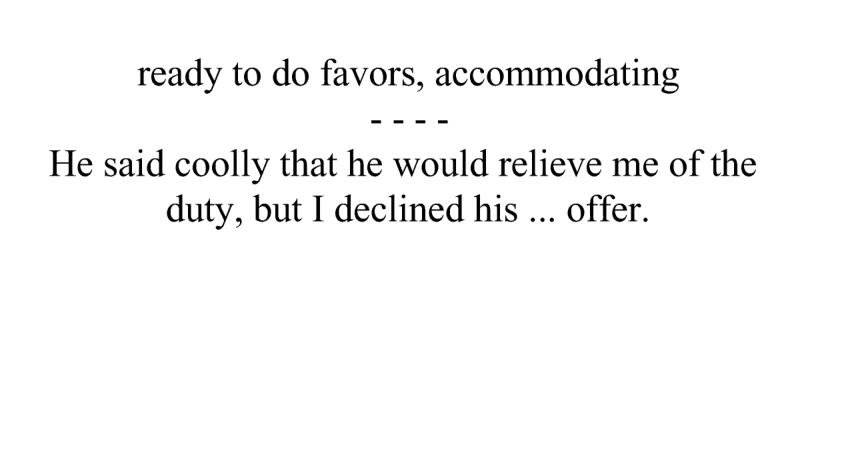 ready to do favors, accommodating
- - - -
He said coolly that he would relieve me of the
duty, but I declined his ... offer.